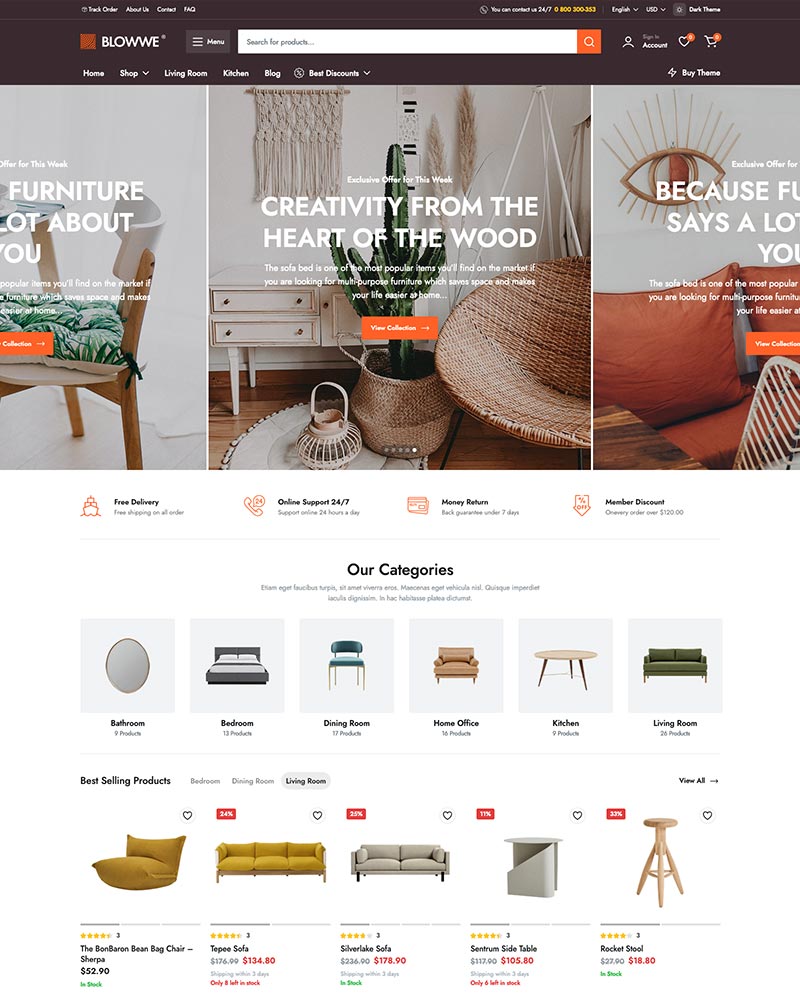 Track Order About Us Contact FAQ
You can contact us 24/7 0 800 300-353 English USD Dark Theme
BLOWWE ®
Menu
Search for products...
Sign In
Account
0
0
Home Shop Living Room Kitchen Blog Best Discounts Buy Theme
Offer for This Week
FURNITURE
LOT ABOUT
YOU
popular items you'll find on the market if
furniture which saves space and makes
easier at home...
Collection
Exclusive Offer for This Week
CREATIVITY FROM THE
HEART OF THE WOOD
The sofa bed is one of the most popular items you'll find on the market if
you are looking for multi-purpose furniture which saves space and makes
your life easier at home...
View Collection
Exclusive Offer for
BECAUSE FU
SAYS A LOT
YOU
The sofa bed is one of the most popular
you are looking for multi-purpose furniture
your life easier at
View Collection
Free Delivery
Free shipping on all order
24
Online Support 24/7
Support online 24 hours a day
Money Return
Back guarantee under 7 days
OFF
Member Discount
Onevery order over $120.00
Our Categories
Etiam eget faucibus turpis, sit amet viverra eros. Maecenas eget vehicula nisl. Quisque imperdiet
iaculis dignissim. In hac habitasse platea dictumst.
Bathroom
9 Products
Bedroom
13 Products
Dining Room
17 Products
Home Office
16 Products
Kitchen
9 Products
Living Room
26 Products
Best Selling Products Bedroom Dining Room Living Room View All
3
The BonBaron Bean Bag Chair –
Sherpa
$52.90
In Stock
24%
3
Tepee Sofa
$176.99 $134.80
Shipping within 3 days
Only 8 left in stock
25%
3
Silverlake Sofa
$236.90 $178.90
Shipping within 3 days
In Stock
11%
3
Sentrum Side Table
$117.90 $105.80
Shipping within 3 days
Only 6 left in stock
33%
3
Rocket Stool
$27.90 $18.80
In Stock